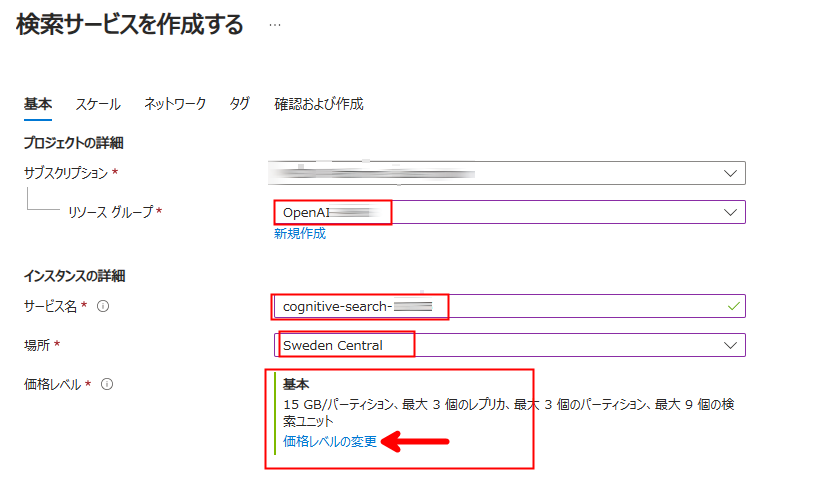 検索サービスを作成する ...
基本 スケール ネットワーク タグ 確認および作成
プロジェクトの詳細
サブスクリプション *
リソース グループ * OpenAI
新規作成
インスタンスの詳細
サービス名 * cognitive-search-
場所 * Sweden Central
価格レベル * 基本
15 GB/パーティション、最大 3 個のレプリカ、最大 3 個のパーティション、最大 9 個の検
索ユニット
価格レベルの変更